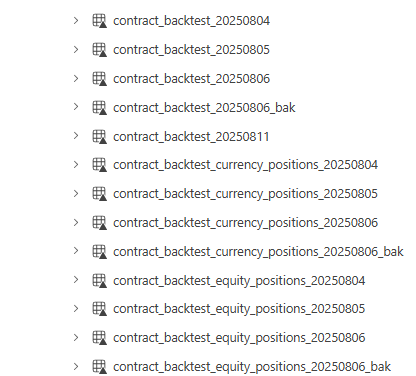 contract_backtest_20250804
contract_backtest_20250805
contract_backtest_20250806
contract_backtest_20250806_bak
contract_backtest_20250811
contract_backtest_currency_positions_20250804
contract_backtest_currency_positions_20250805
contract_backtest_currency_positions_20250806
contract_backtest_currency_positions_20250806_bak
contract_backtest_equity_positions_20250804
contract_backtest_equity_positions_20250805
contract_backtest_equity_positions_20250806
contract_backtest_equity_positions_20250806_bak